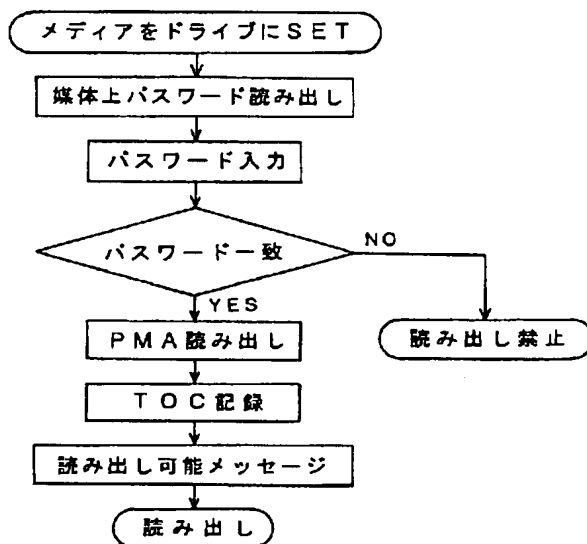 メディアをドライブにSET
媒体上パスワード読み出し
パスワード入力
パスワード一致
NO
YES
PMA読み出し
読み出し禁止
TOC記録
読み出し可能メッセージ
読み出し